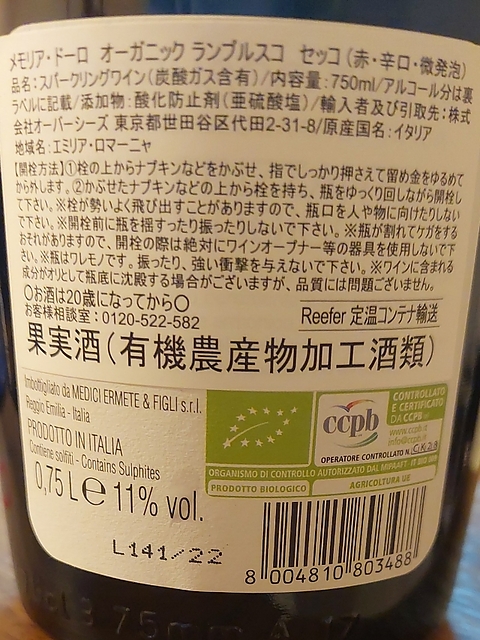 メモリア・ドーロ オーガニック ランブルスコ セッコ(赤・辛口・微発泡)
品名:スパークリングワイン(炭酸ガス含有)/内容量:750ml/アルコール分は裏
ラベルに記載/添加物:酸化防止剤(亜硫酸塩)/輸入者及び引取先:株式
会社オーバーシーズ 東京都世田谷区代田2-31-8/原産国名:イタリア
地域名:エミリア・ロマーニャ
【開栓方法】①栓の上からナプキンなどをかぶせ、指でしっかり押さえて留め金をゆるめて
から外します。②かぶせたナプキンなどの上から栓を持ち、瓶をゆっくり回しながら開栓し
て下さい。※栓が勢いよく飛び出すことがありますので、瓶口を人や物に向けたりしない
で下さい。※開栓前に瓶を揺すったり振ったりしないで下さい。※瓶が割れてケガをする
おそれがありますので、開栓の際は絶対にワインオープナー等の器具を使用しないで下
さい。※瓶はワレモノです。振ったり、強い衝撃を与えないで下さい。※ワインに含まれる
成分がオリとして瓶底に沈殿する場合がございますが、品質には問題ございません。
〇お酒は20歳になってから〇
お客様相談室:0120-522-582
Reefer 定温コンテナ輸送
果実酒(有機農産物加工酒類)
Imbottigliato da MEDICI ERMETE & FIGLI s.r.l.
Reggio Emilia - Italia
PRODOTTO IN ITALIA
Contiene solfiti - Contains Sulphites
0,75 L e 11% vol.
ccpb
CONTROLLATO
E CERTIFICATO
DA CCPB
www.ccpb.it
info@ccpb.it
OPERATORE CONTROLLATO N.
ORGANISMO DI CONTROLLO AUTORIZZATO DAL MIPAAFT- IT BIO 009
PRODOTTO BIOLOGICO
AGRICOLTURA UE
L141/22
8 004810 803488